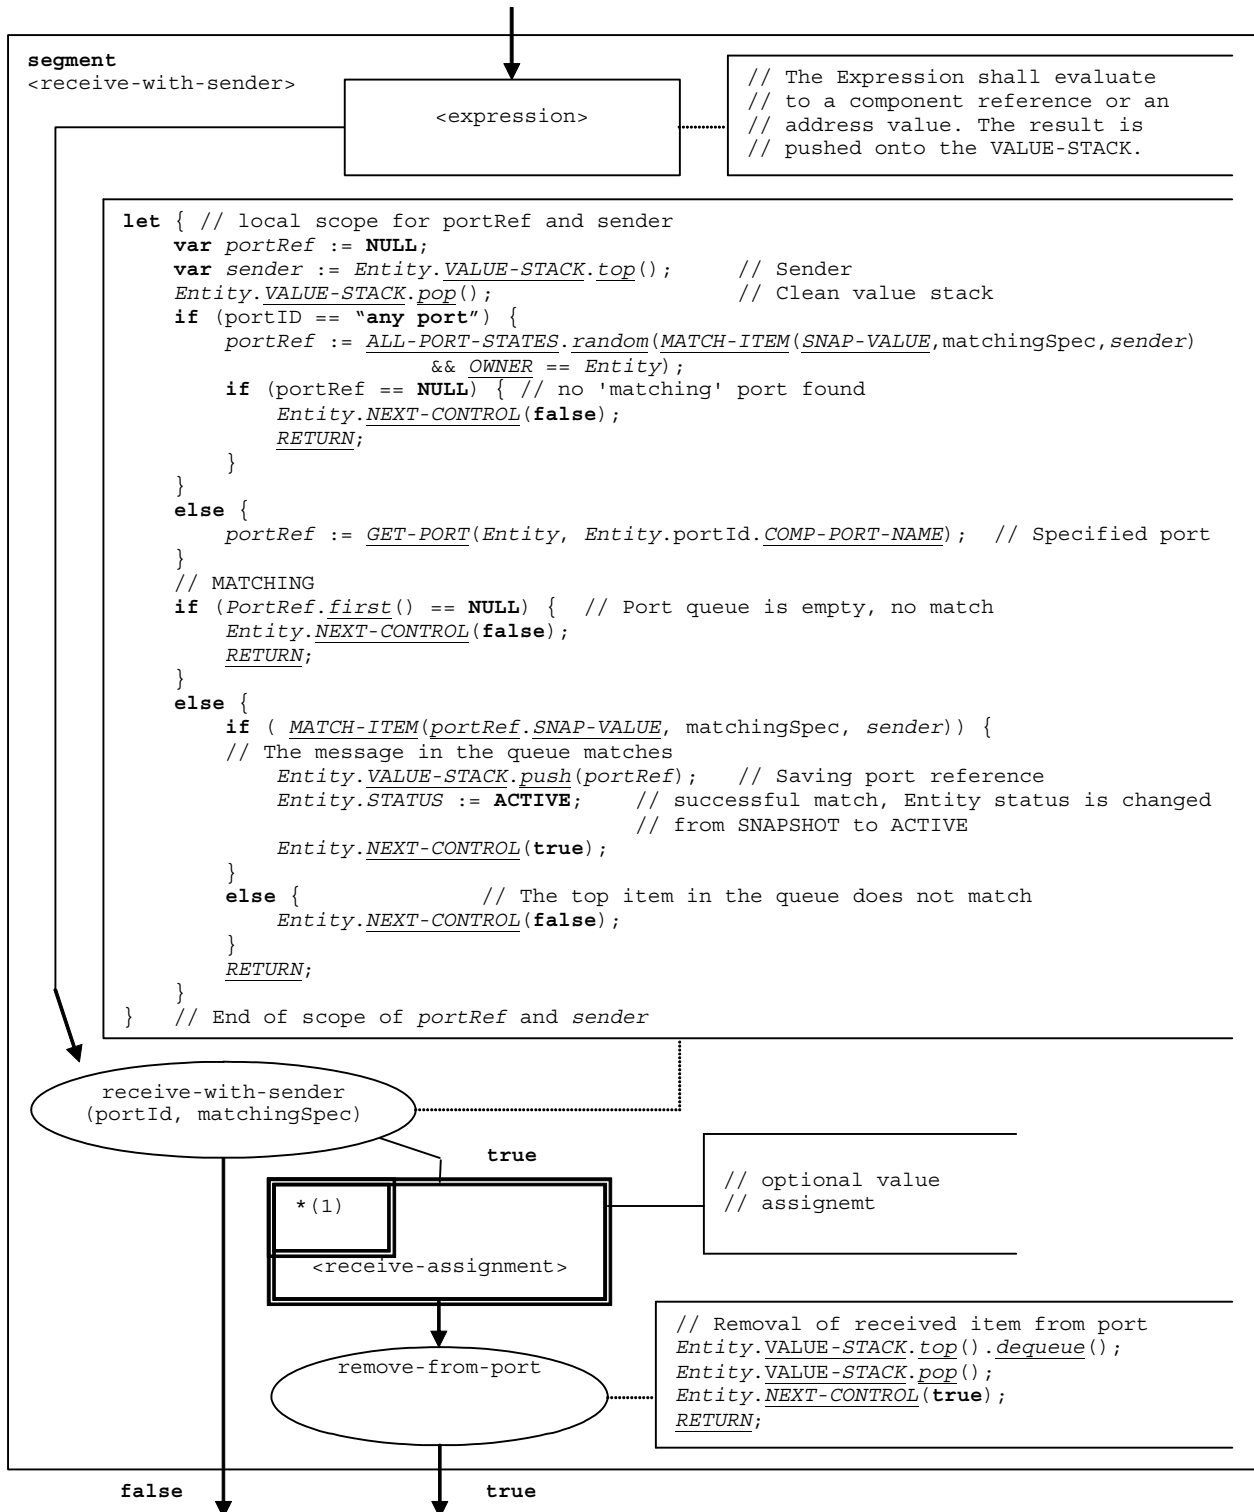 segment
<receive-with-sender>
<expression>
// The Expression shall evaluate
// to a component reference or an
// address value. The result is
// pushed onto the VALUE-STACK.
let { // local scope for portRef and sender
var portRef := NULL;
var sender := Entity.VALUE-STACK.top(); // Sender
Entity.VALUE-STACK.pop(); // Clean value stack
if (portID == “any port”) {
portRef := ALL-PORT-STATES.random(MATCH-ITEM(SNAP-VALUE,matchingSpec,sender)
&& OWNER == Entity);
if (portRef == NULL) { // no 'matching' port found
Entity.NEXT-CONTROL(false);
RETURN;
}
}
else {
portRef := GET-PORT(Entity, Entity.portId.COMP-PORT-NAME); // Specified port
}
// MATCHING
if (PortRef.first() == NULL) { // Port queue is empty, no match
Entity.NEXT-CONTROL(false);
RETURN;
}
else {
if ( MATCH-ITEM(portRef.SNAP-VALUE, matchingSpec, sender)) {
// The message in the queue matches
Entity.VALUE-STACK.push(portRef); // Saving port reference
Entity.STATUS := ACTIVE; // successful match, Entity status is changed
// from SNAPSHOT to ACTIVE
Entity.NEXT-CONTROL(true);
}
else { // The top item in the queue does not match
Entity.NEXT-CONTROL(false);
}
RETURN;
}
} // End of scope of portRef and sender
receive-with-sender
(portId, matchingSpec)
true
*(1)
<receive-assignment>
// optional value
// assignemt
remove-from-port
// Removal of received item from port
Entity.VALUE-STACK.top().dequeue();
Entity.VALUE-STACK.pop();
Entity.NEXT-CONTROL(true);
RETURN;
false
true